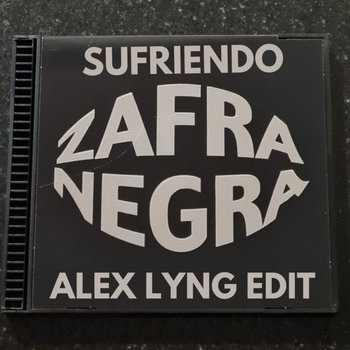 SUFRIENDO
ZAFRA
NEGRA
ALEX LYNG EDIT